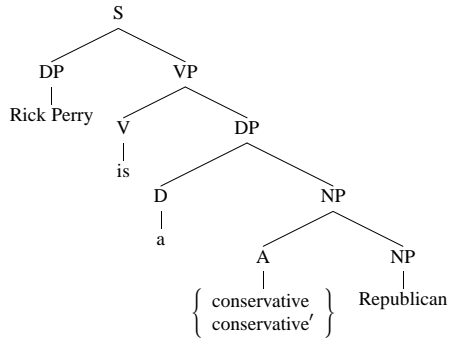 S
DP VP
Rick Perry V DP
is D NP
a A NP
{ conservative } Republican
conservative′